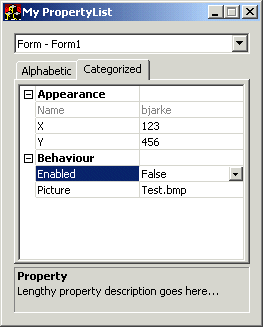 My PropertyList
Form - Form1
Alphabetic Categorized
Appearance
Name bjarke
X 123
Y 456
Behaviour
Enabled False
Picture Test.bmp
Property
Lengthy property description goes here...